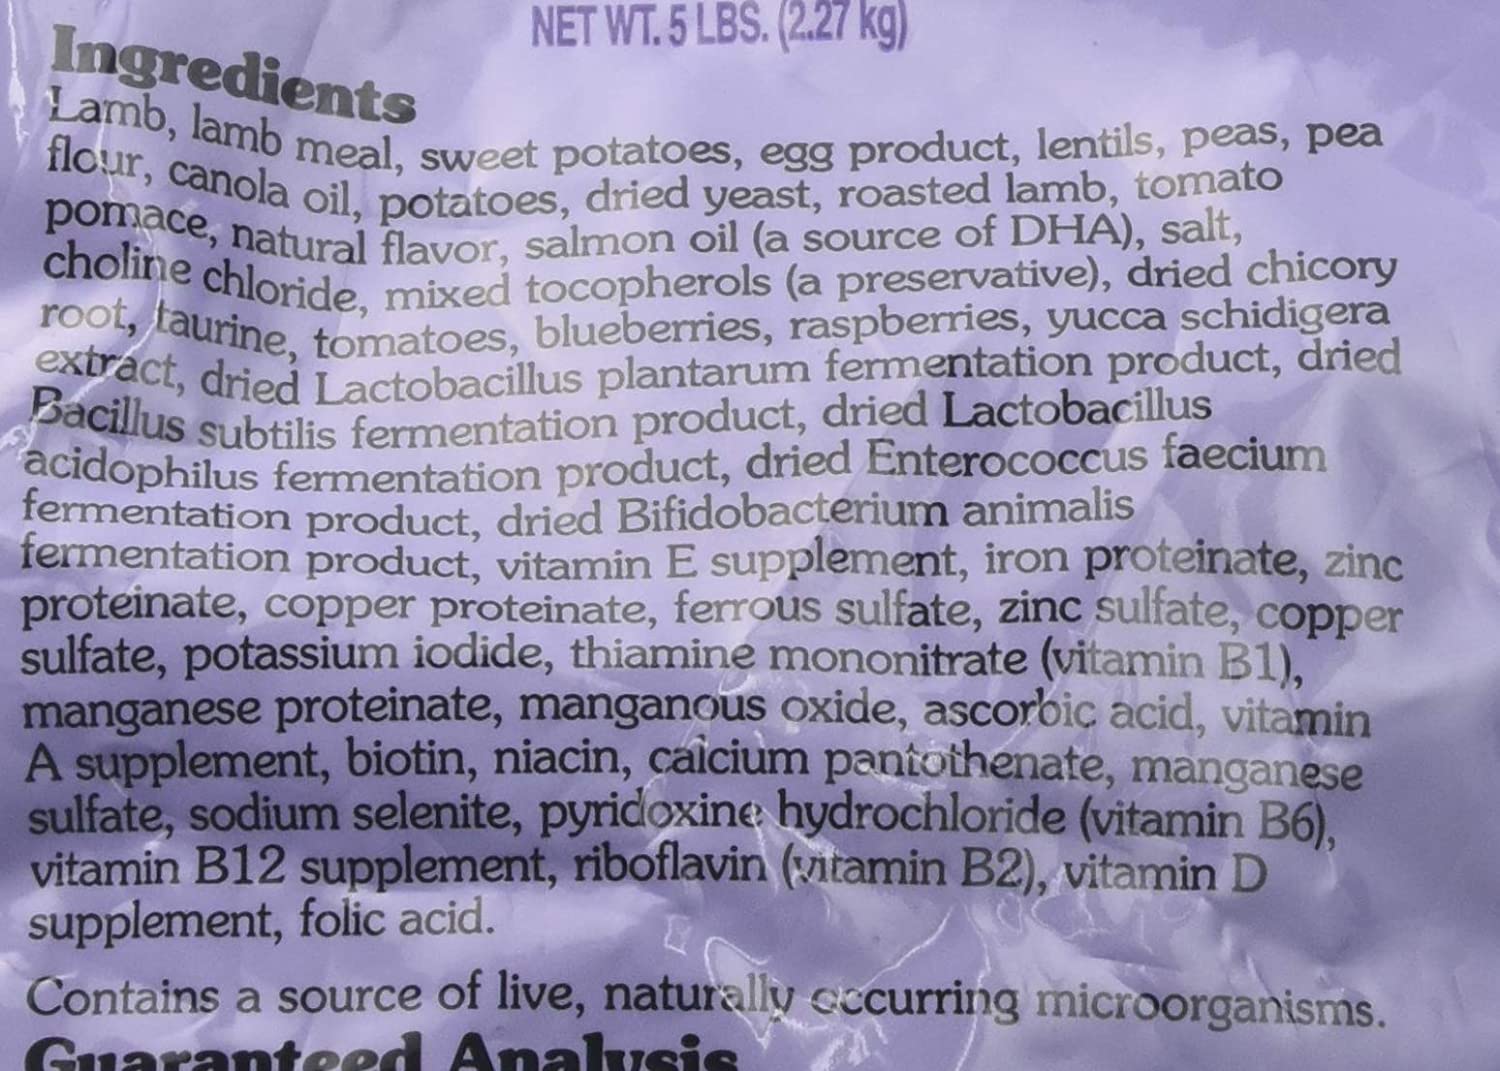 NET WT. 5 LBS. (2.27 kg)
Ingredients
Lamb, lamb meal, sweet potatoes, egg product, lentils, peas, pea
flour, canola oil, potatoes, dried yeast, roasted lamb, tomato
pomace, natural flavor, salmon oil (a source of DHA), salt,
choline chloride, mixed tocopherols (a preservative), dried chicory
root, taurine, tomatoes, blueberries, raspberries, yucca schidigera
extract, dried Lactobacillus plantarum fermentation product, dried
Bacillus subtilis fermentation product, dried Lactobacillus
acidophilus fermentation product, dried Enterococcus faecium
fermentation product, dried Bifidobacterium animalis
fermentation product, vitamin E supplement, iron proteinate, zinc
proteinate, copper proteinate, ferrous sulfate, zinc sulfate, copper
sulfate, potassium iodide, thiamine mononitrate (vitamin B1),
manganese proteinate, manganous oxide, ascorbic acid, vitamin
A supplement, biotin, niacin, calcium pantothenate, manganese
sulfate, sodium selenite, pyridoxine hydrochloride (vitamin B6),
vitamin B12 supplement, riboflavin (vitamin B2), vitamin D
supplement, folic acid.
Contains a source of live, naturally occurring microorganisms.
Guaranteed Analysis